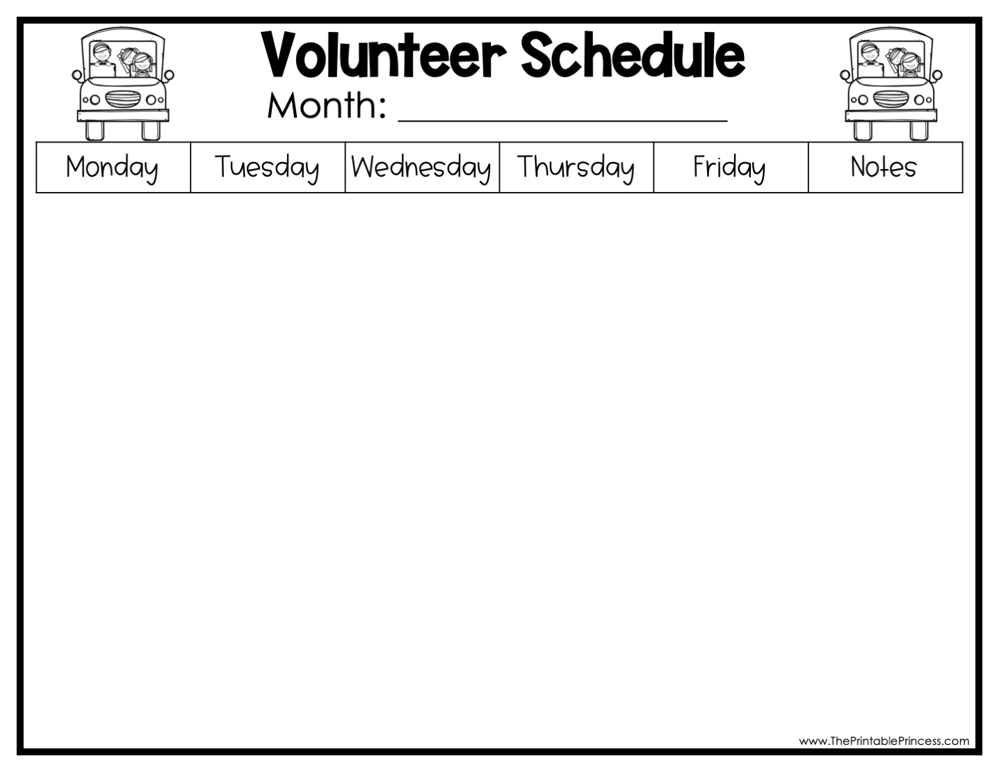 Volunteer Schedule
Month:
Monday Tuesday Wednesday Thursday Friday Notes
www.ThePrintablePrincess.com